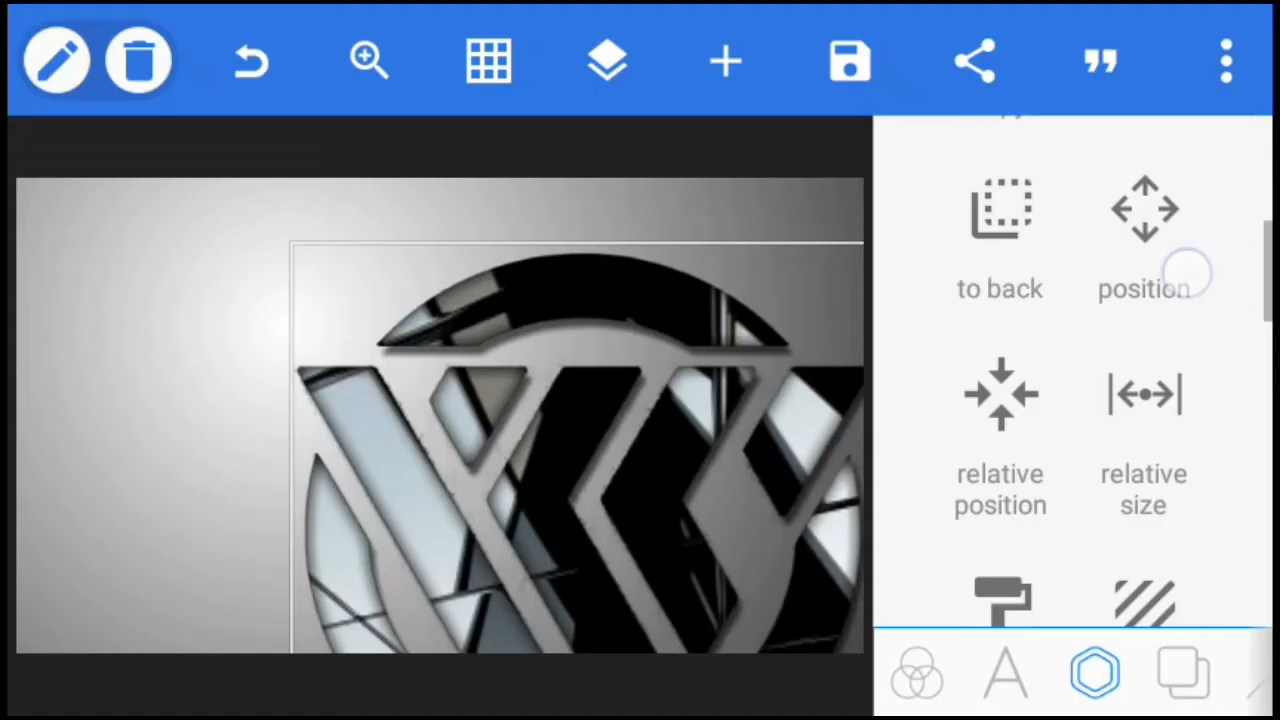 to back
position
relative
position
relative
size